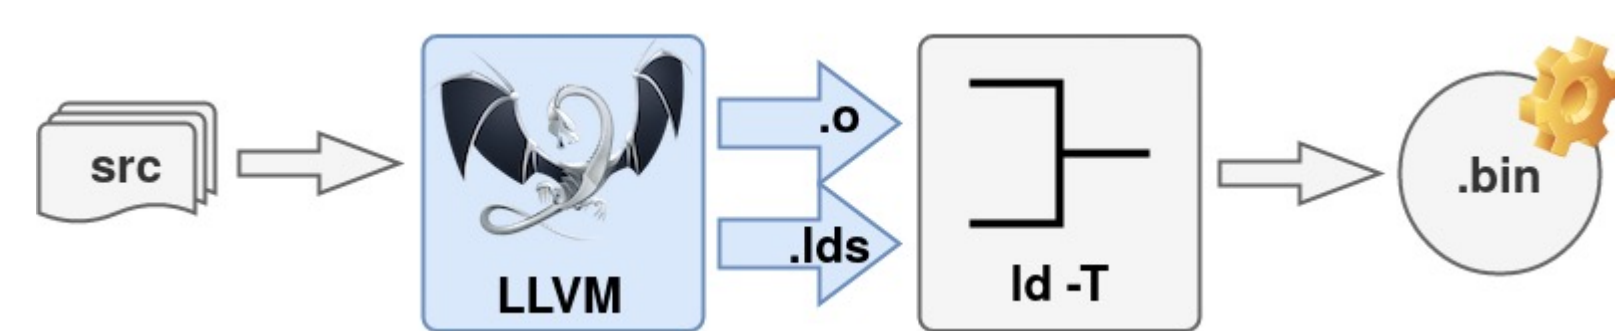 src
LLVM
.o
.lds
ld -T
.bin